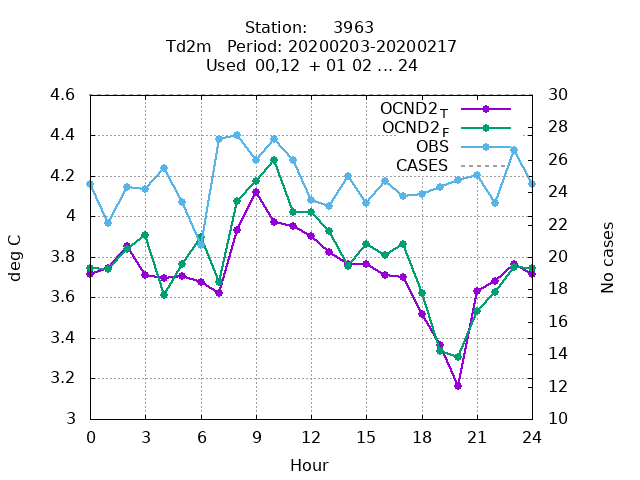 Station: 3963
Td2m Period: 20200203-20200217
Used 00,12 + 01 02 ... 24
4.6 30
OCND2_T
4.4 28
OCND2_F
OBS
4.2 26
CASES
4 24
3.8 22
3.6 20
3.4 18
3.2 16
3 14
12
10
deg C
No cases
0 3 6 9 12 15 18 21 24
Hour